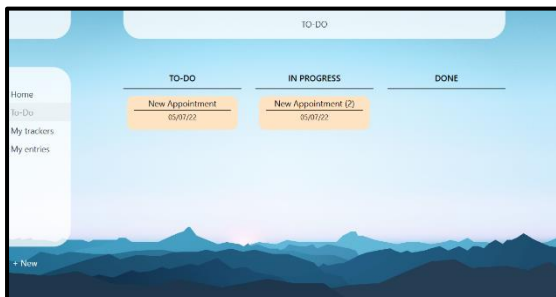 TO-DO
Home
To-Do
My trackers
My entries
+ New
TO-DO
New Appointment
05/07/22
IN PROGRESS
New Appointment (2)
05/07/22
DONE